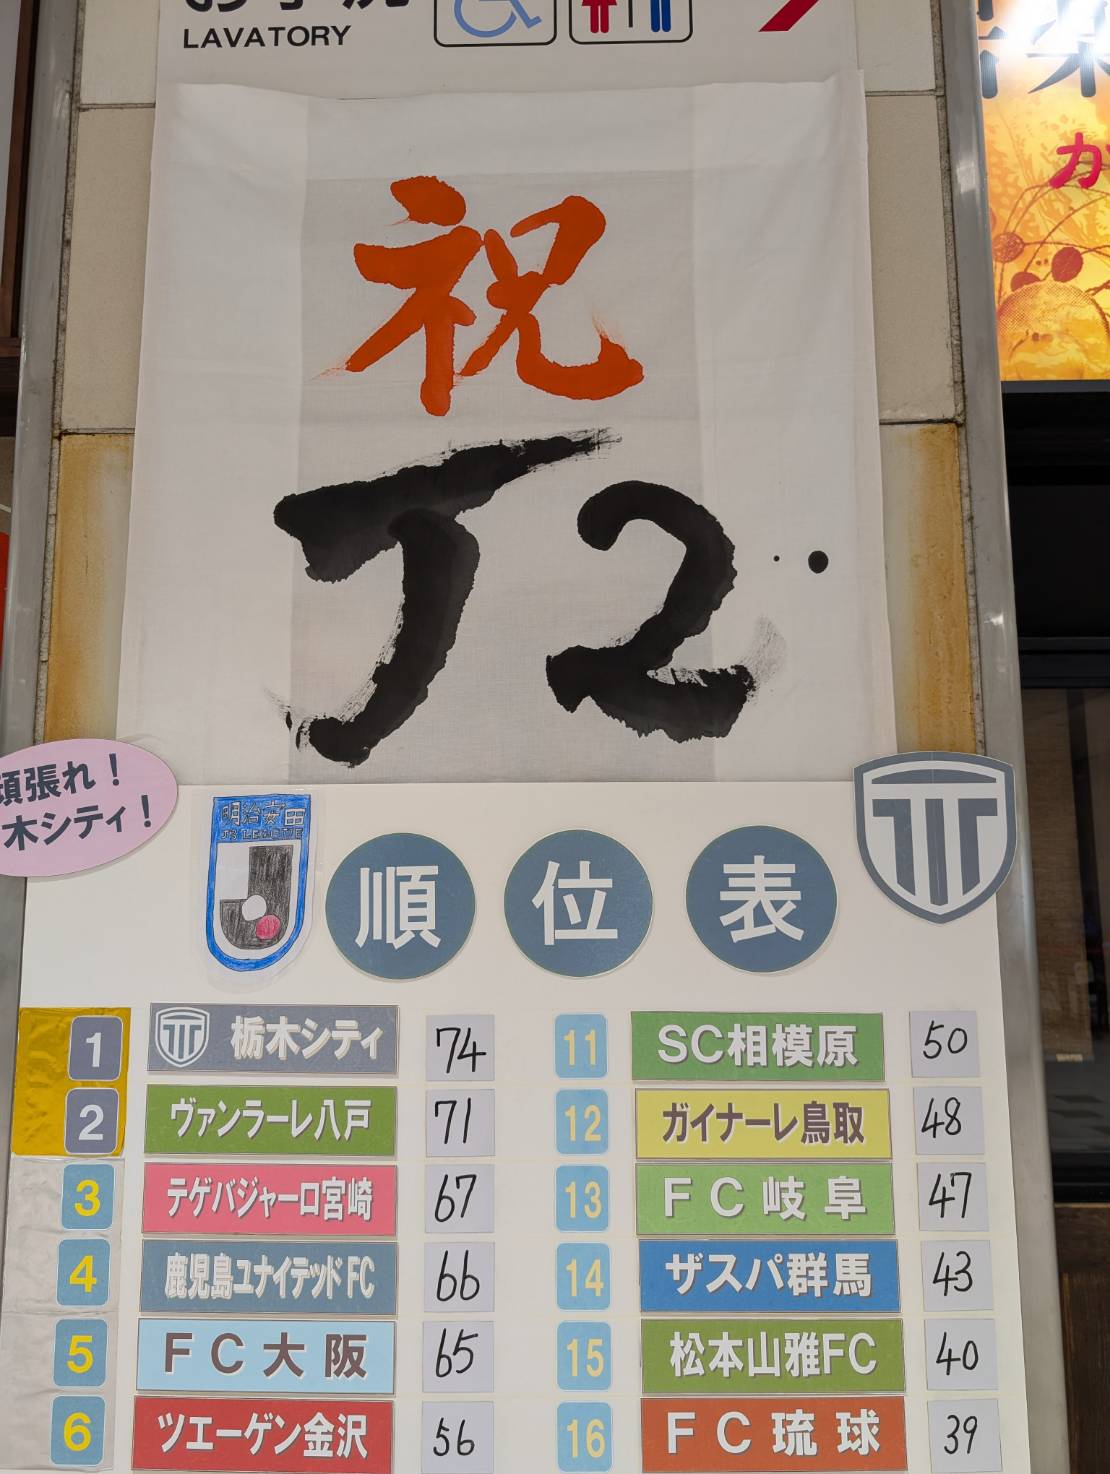 LAVATORY
祝
J2
頑張れ!
木シティ!
明治安田
J3 LEAGUE
順位表
1 栃木シティ 74
2 ヴァンラーレ八戸 71
3 テゲバジャーロ宮崎 67
4 鹿児島ユナイテッドFC 66
5 FC大阪 65
6 ツエーゲン金沢 56
11 SC相模原 50
12 ガイナーレ鳥取 48
13 FC岐阜 47
14 ザスパ群馬 43
15 松本山雅FC 40
16 FC琉球 39